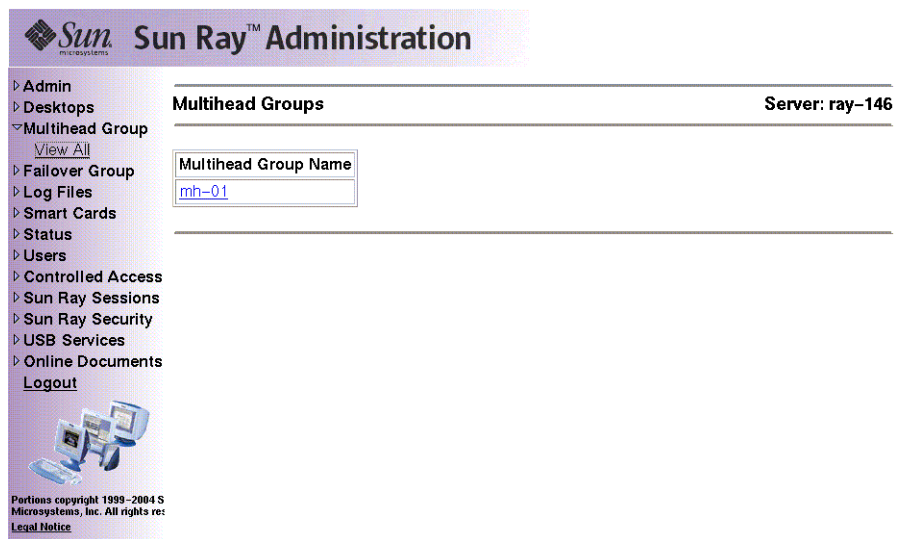 Sun microsystems Sun Ray™ Administration
Admin
Desktops
Multihead Group
View All
Failover Group
Log Files
Smart Cards
Status
Users
Controlled Access
Sun Ray Sessions
Sun Ray Security
USB Services
Online Documents
Logout
Portions copyright 1999-2004 S
Microsystems, Inc. All rights res
Legal Notice
Multihead Groups
Server: ray-146
Multihead Group Name
mh-01